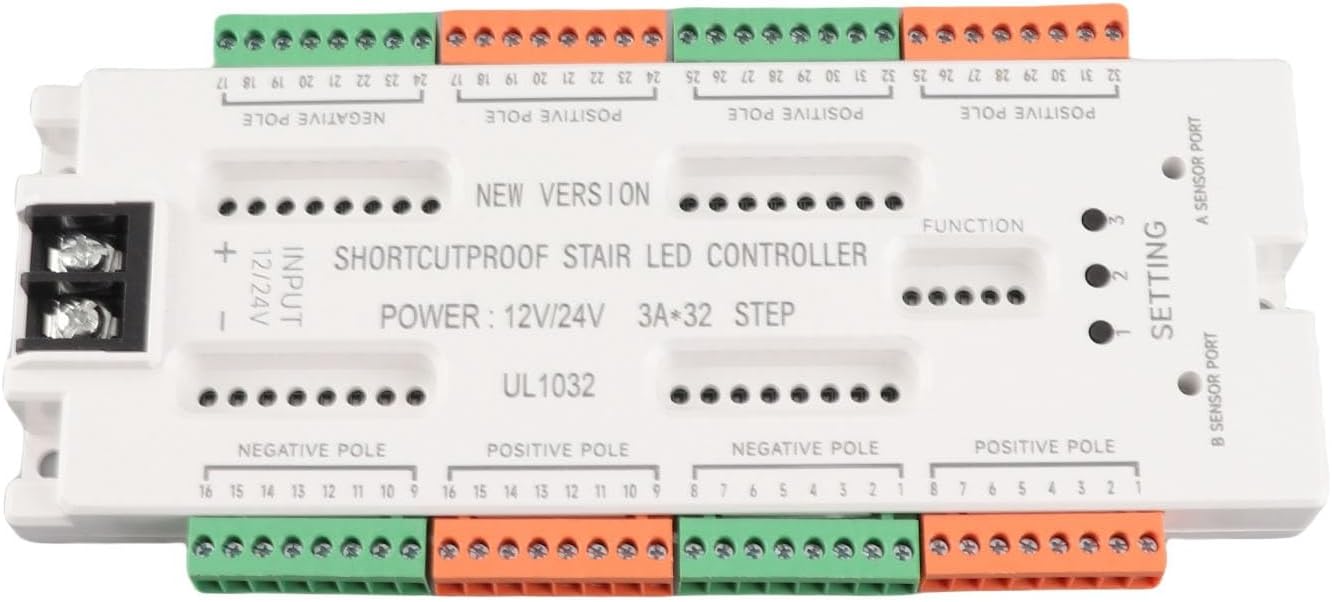 17 18 19 20 21 22 23 24
NEGATIVE POLE
17 18 19 20 21 22 23 24
POSITIVE POLE
25 26 27 28 29 30 31 32
POSITIVE POLE
25 26 27 28 29 30 31 32
POSITIVE POLE
NEW VERSION
SHORTCUTPROOF STAIR LED CONTROLLER
POWER : 12V/24V 3A*32 STEP
UL1032
+
-
INPUT
12/24V
FUNCTION
3
2
1
SETTING
A SENSOR PORT
B SENSOR PORT
NEGATIVE POLE
16 15 14 13 12 11 10 9
POSITIVE POLE
16 15 14 13 12 11 10 9
NEGATIVE POLE
8 7 6 5 4 3 2 1
POSITIVE POLE
8 7 6 5 4 3 2 1